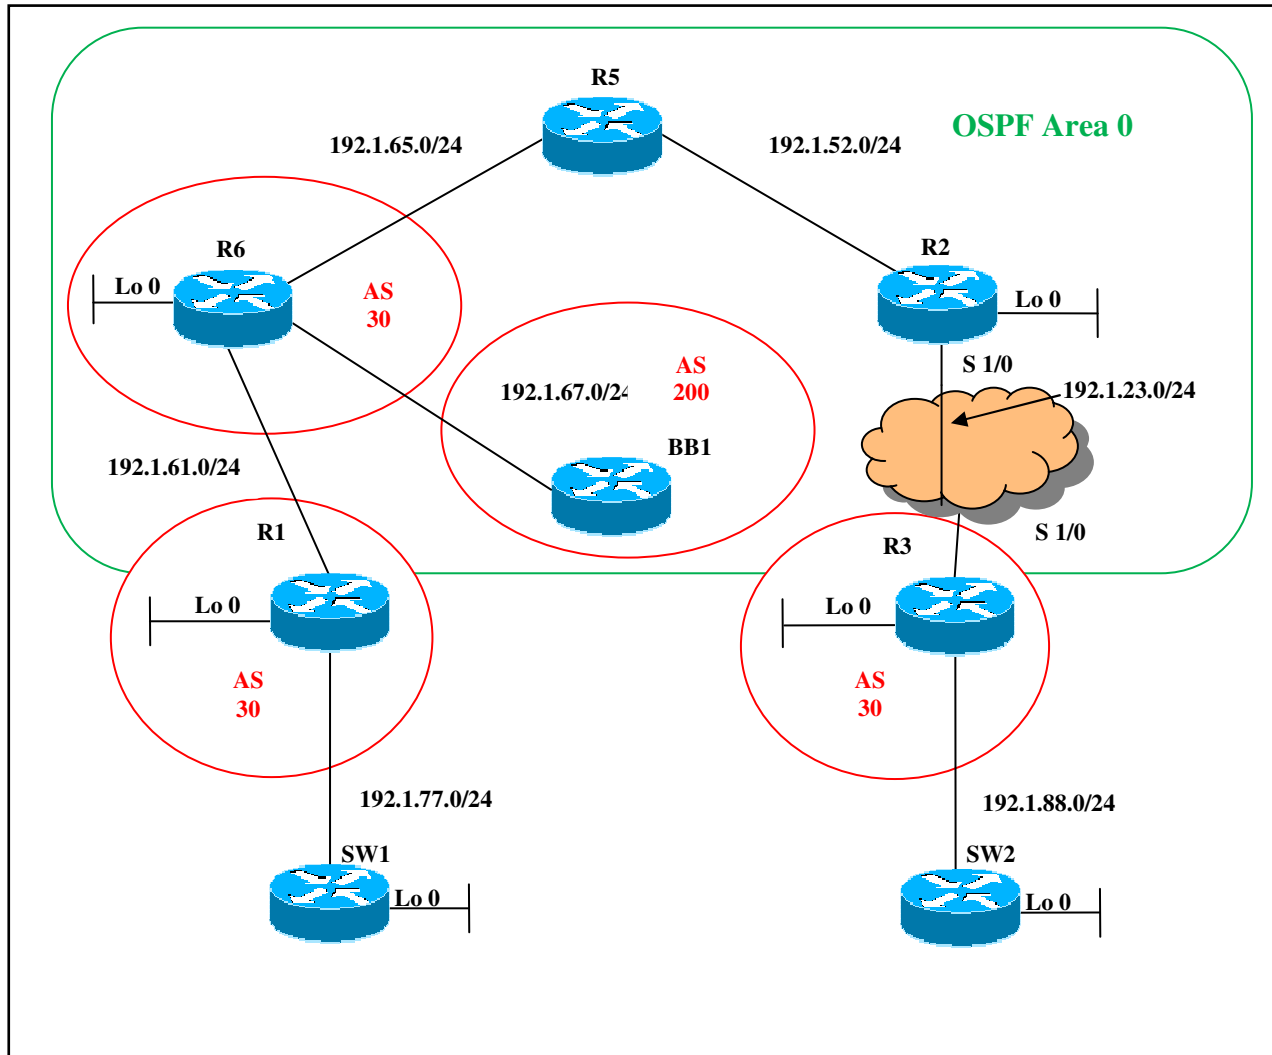 R5
OSPF Area 0
192.1.65.0/24
192.1.52.0/24
R6
R2
Lo 0
AS
30
Lo 0
S 1/0
AS
200
192.1.67.0/24
192.1.23.0/24
BB1
192.1.61.0/24
R1
R3
S 1/0
Lo 0
Lo 0
AS
30
AS
30
192.1.77.0/24
192.1.88.0/24
SW1
SW2
Lo 0
Lo 0